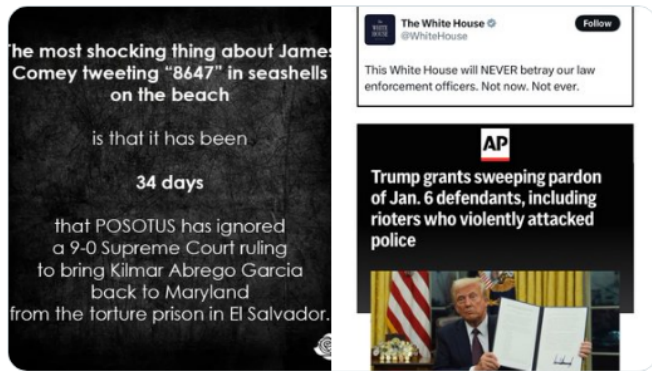 The most shocking thing about James
Comey tweeting “8647” in seashells
on the beach
is that it has been
34 days
that POSOTUS has ignored
a 9-0 Supreme Court ruling
to bring Kilmar Abrego Garcia
back to Maryland
from the torture prison in El Salvador.
THE
WHITE
HOUSE
The White House
@WhiteHouse
Follow
This White House will NEVER betray our law
enforcement officers. Not now. Not ever.
AP
Trump grants sweeping pardon
of Jan. 6 defendants, including
rioters who violently attacked
police